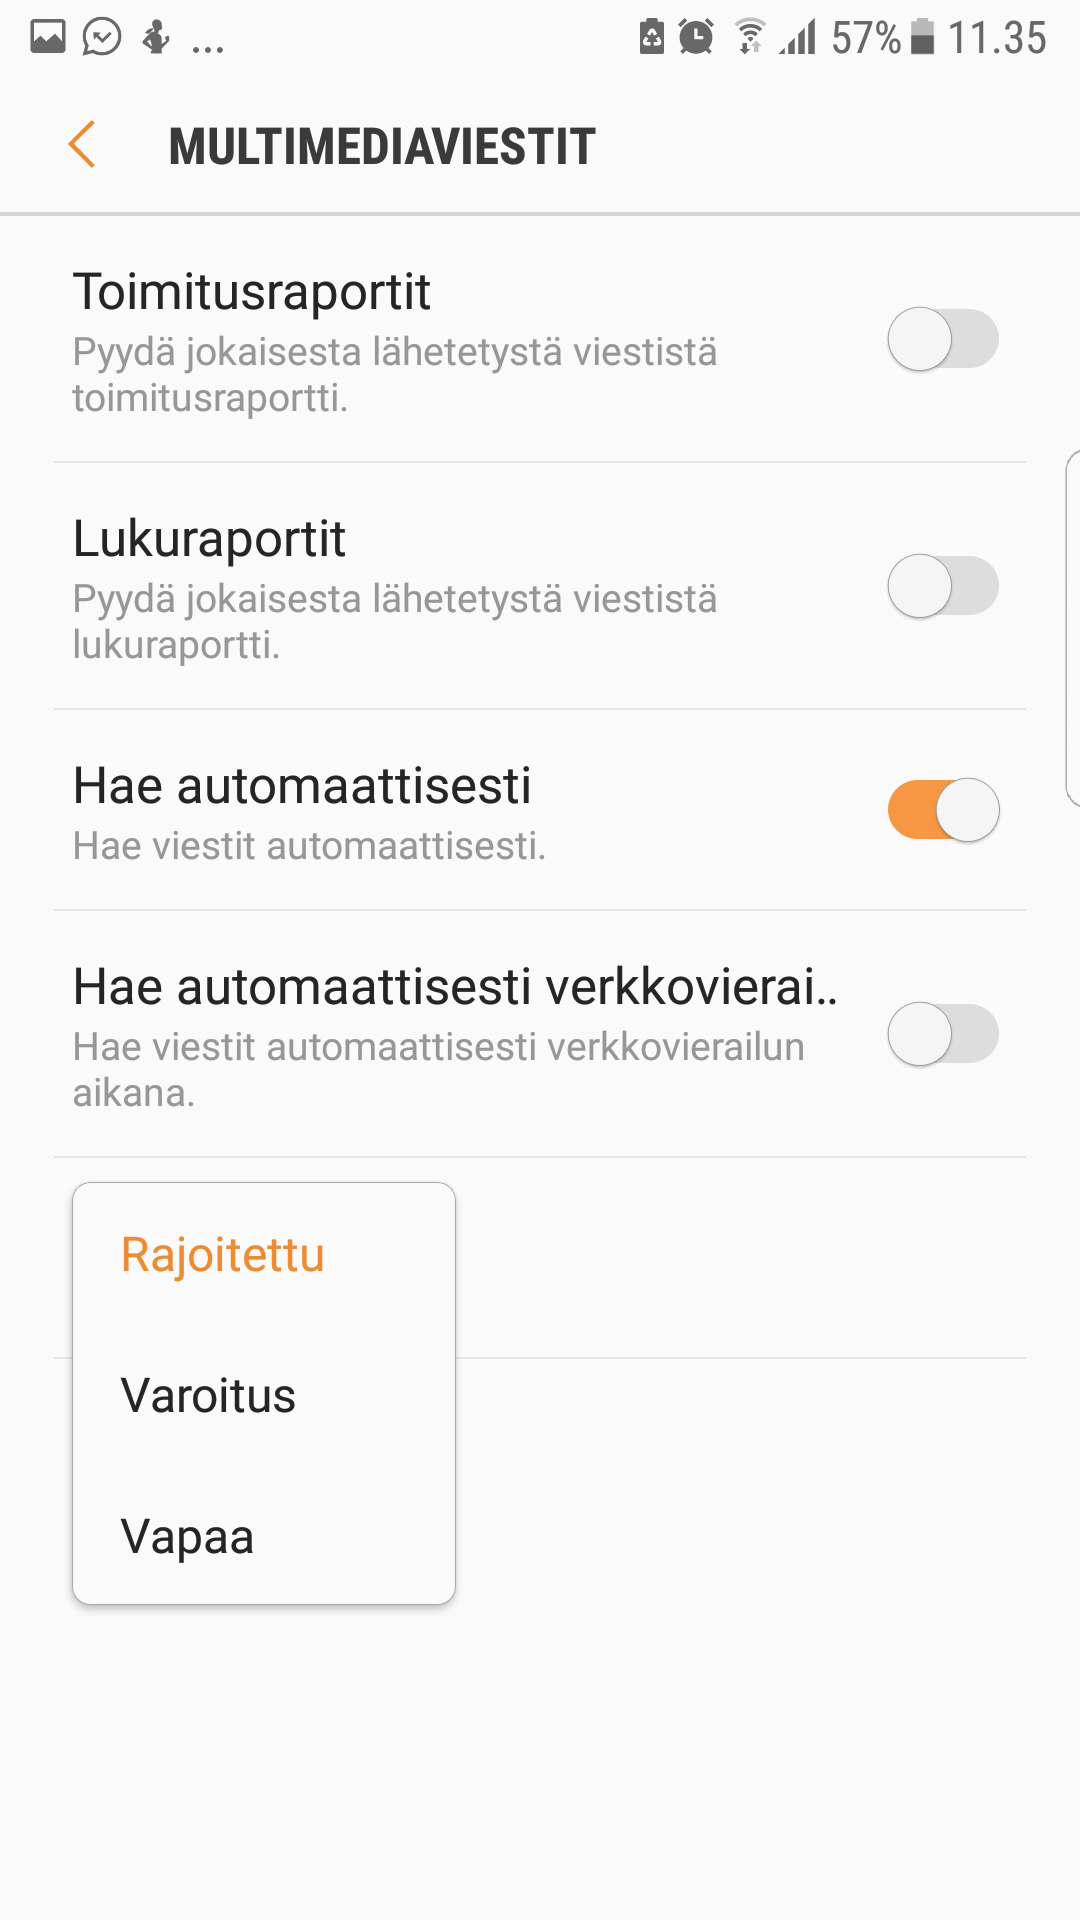 57% 11.35
MULTIMEDIAVIESTIT
Toimitusraportit
Pyydä jokaisesta lähetetystä viestistä
toimitusraportti.
Lukuraportit
Pyydä jokaisesta lähetetystä viestistä
lukuraportti.
Hae automaattisesti
Hae viestit automaattisesti.
Hae automaattisesti verkkovierai..
Hae viestit automaattisesti verkkovierailun
aikana.
Rajoitettu
Varoitus
Vapaa